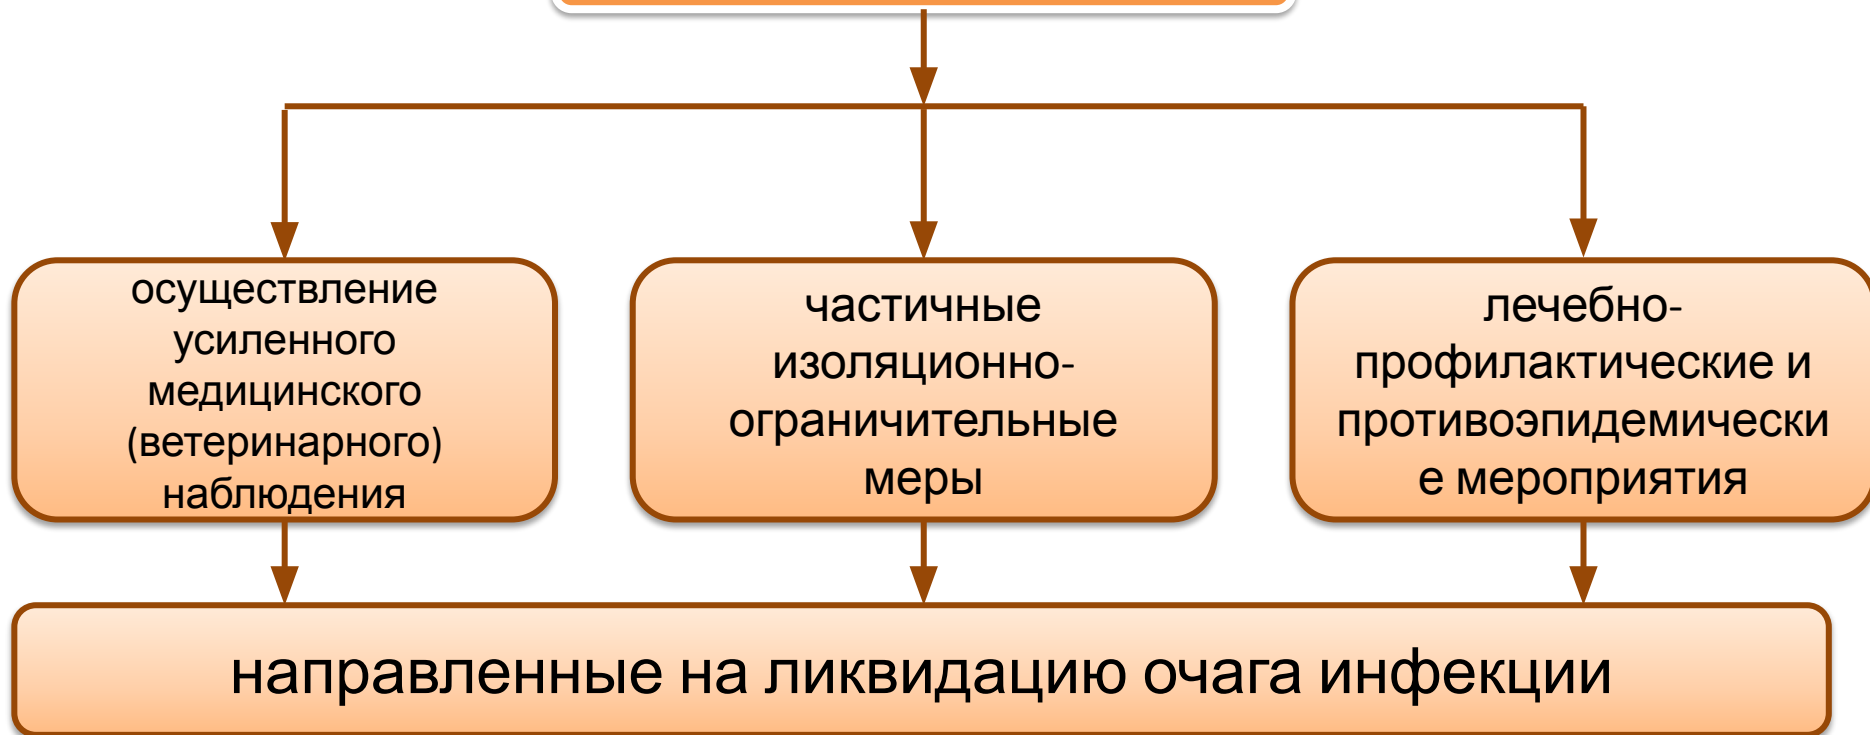 осуществление
усиленного
медицинского
(ветеринарного)
наблюдения
частичные
изоляционно-
ограничительные
меры
лечебно-
профилактические и
противоэпидемически
е мероприятия
направленные на ликвидацию очага инфекции